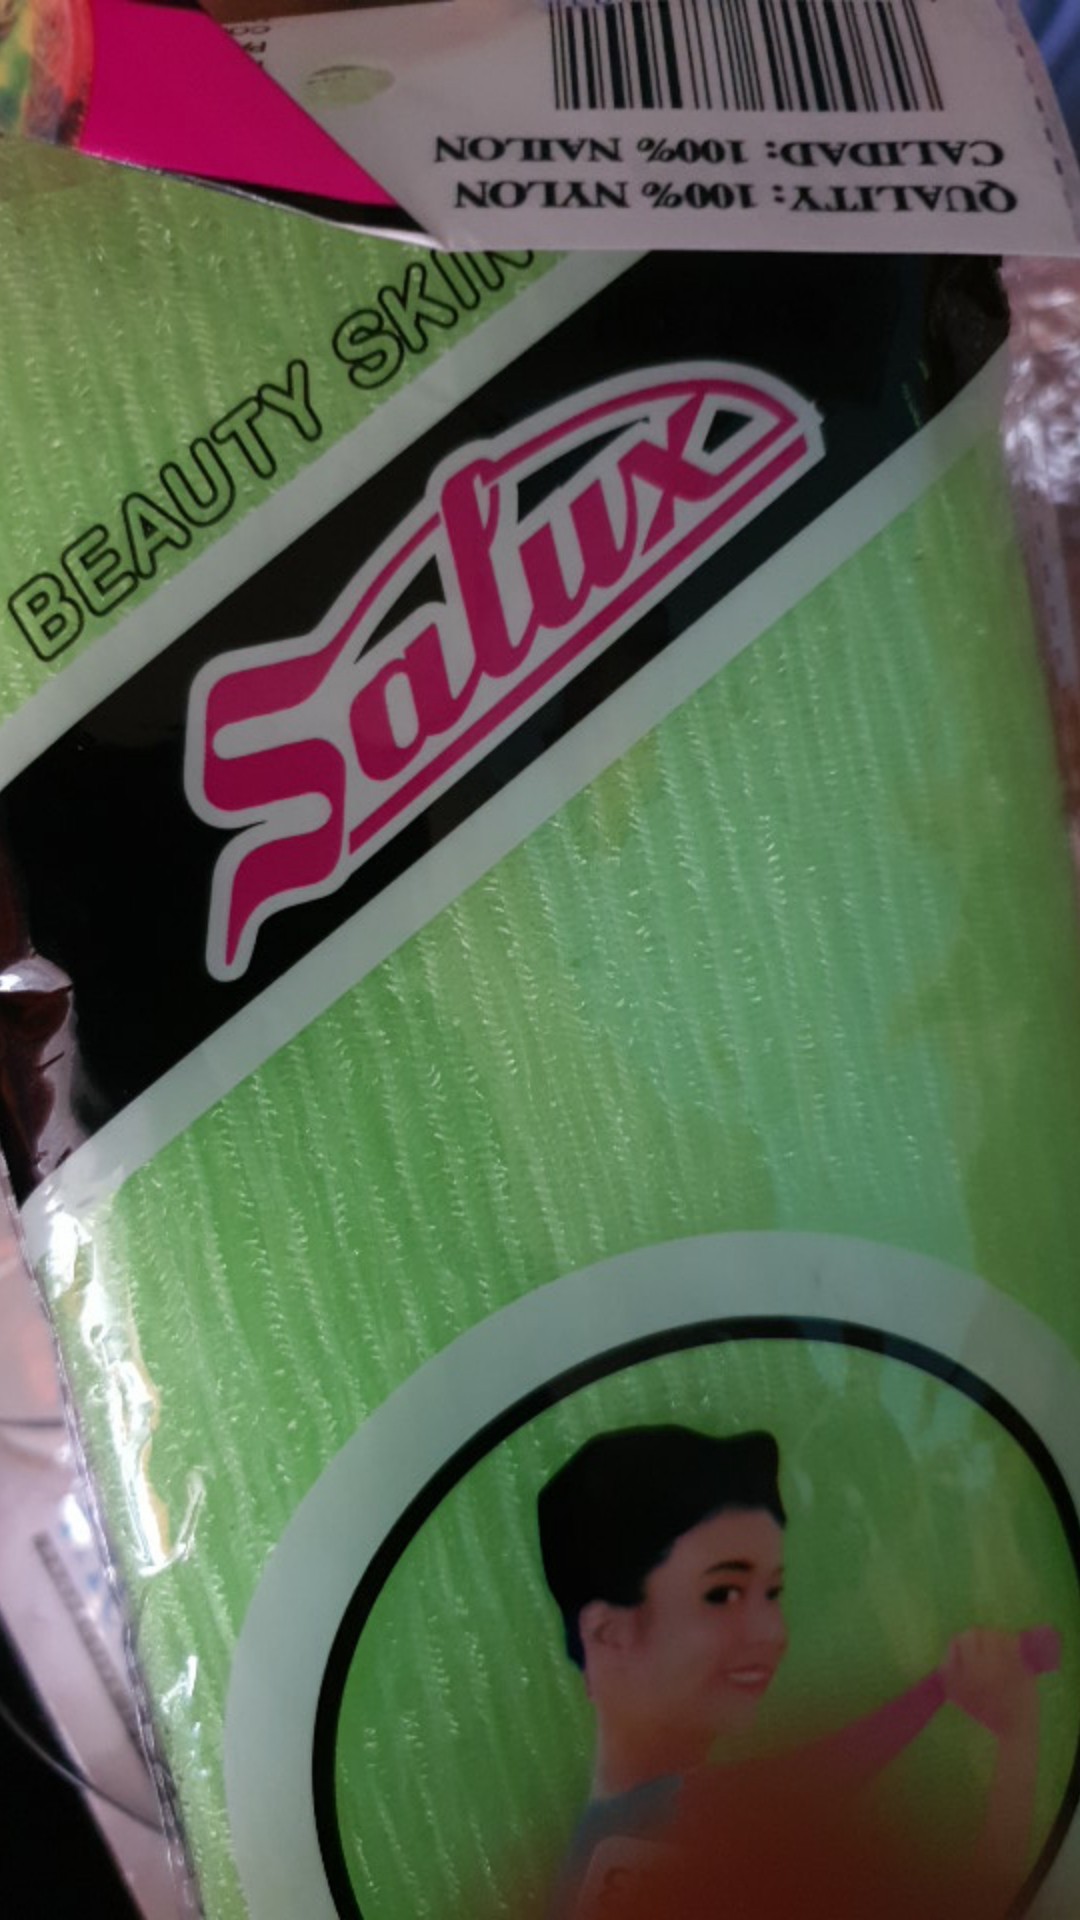 QUALITY: 100% NYLON
CALIDAD: 100% NAILON
BEAUTY SKIN
Salux